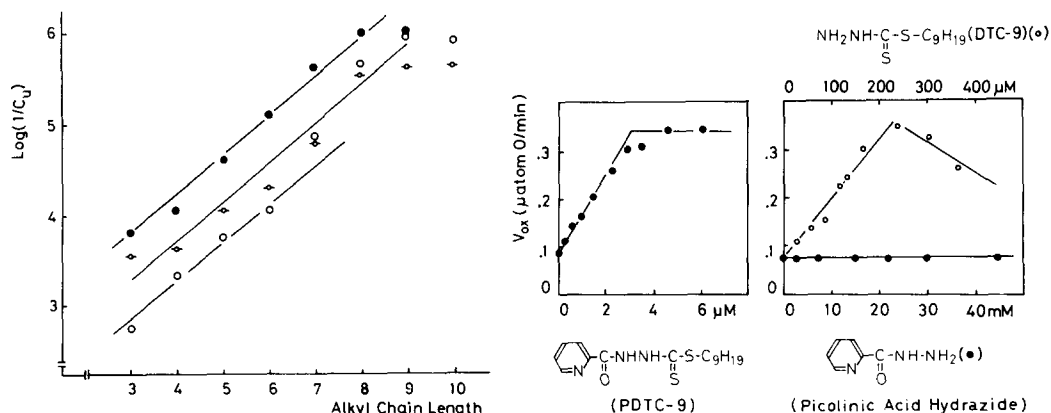 Log(1/Cu)
6
5
4
3
3 4 5 6 7 8 9 10
Alkyl Chain Length
Vox (μatom O/min)
.3
.2
.1
0
0 2 4 6 μM
N C-NHNH-C-S-C9H19
O S
(PDTC-9)
NH2NH-C-S-C9H19(DTC-9)(o)
S
0 100 200 300 400 μM
.3
.2
.1
0
0 20 40mM
N C-NH-NH2(●)
O
(Picolinic Acid Hydrazide)